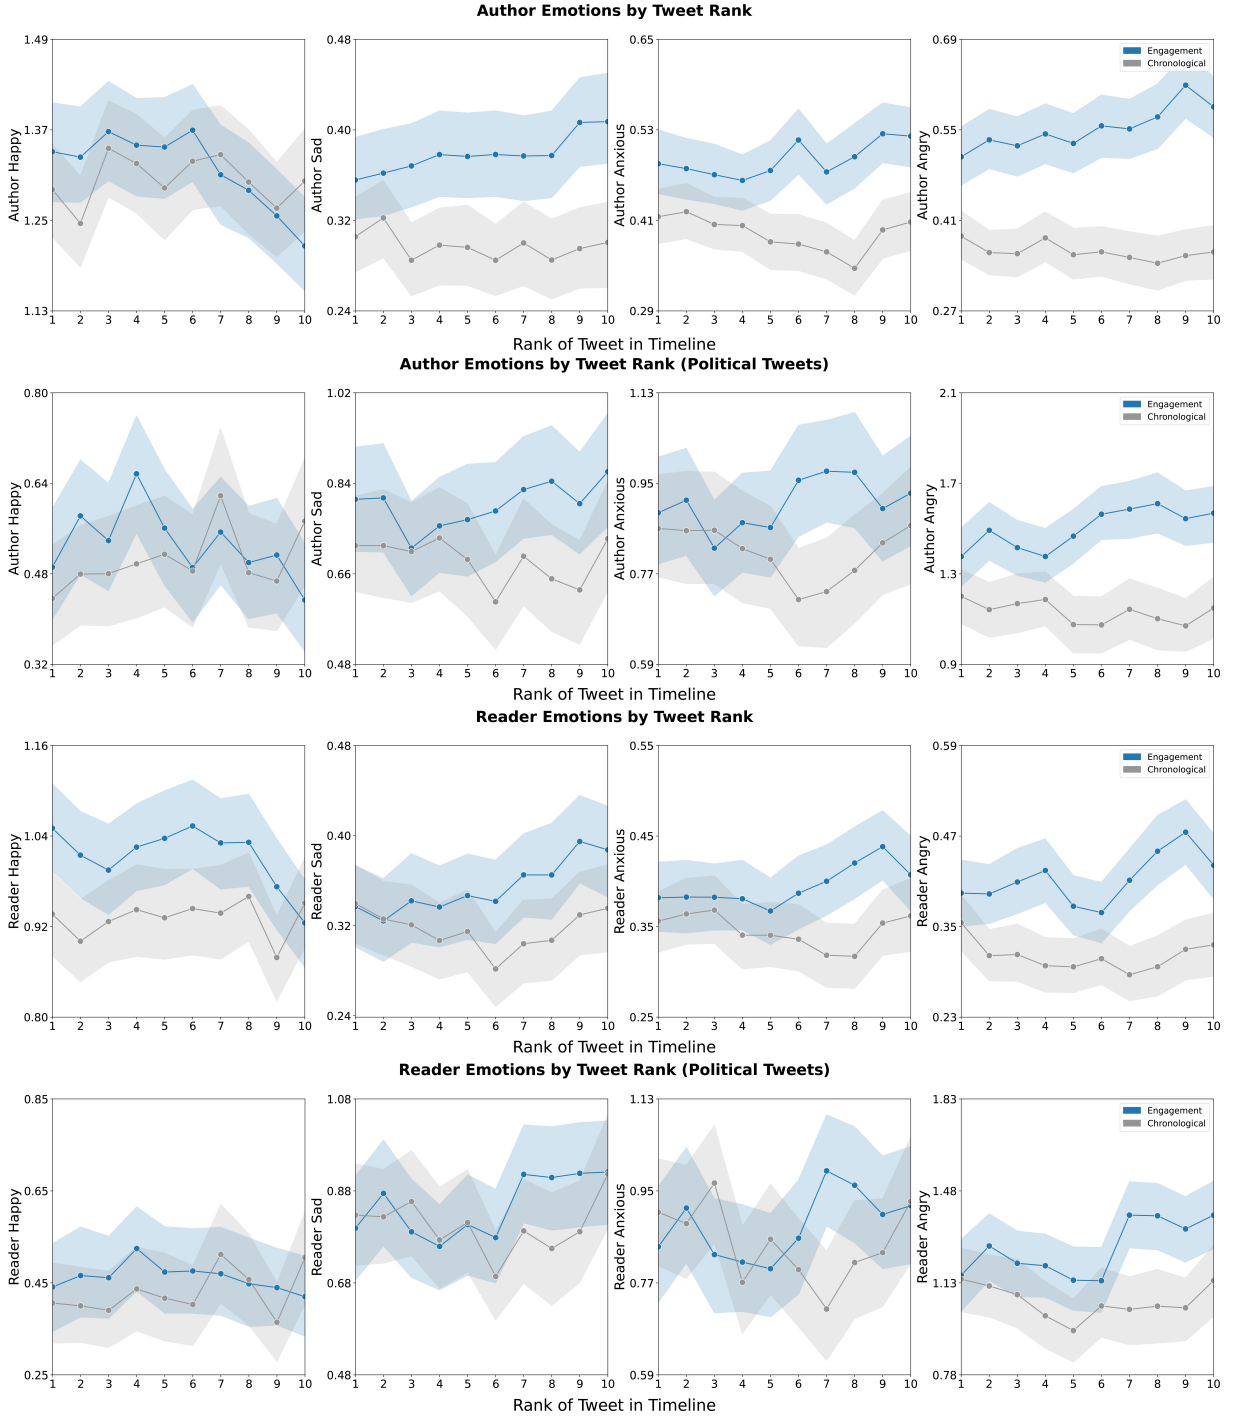 Author Emotions by Tweet Rank
1.49
1.37
1.25
1.13
Author Happy
1 2 3 4 5 6 7 8 9 10
0.48
0.40
0.32
0.24
Author Sad
1 2 3 4 5 6 7 8 9 10
0.65
0.53
0.41
0.29
Author Anxious
1 2 3 4 5 6 7 8 9 10
0.69
0.55
0.41
0.27
Author Angry
1 2 3 4 5 6 7 8 9 10
Engagement
Chronological
Rank of Tweet in Timeline
Author Emotions by Tweet Rank (Political Tweets)
0.80
0.64
0.48
0.32
Author Happy
1 2 3 4 5 6 7 8 9 10
1.02
0.84
0.66
0.48
Author Sad
1 2 3 4 5 6 7 8 9 10
1.13
0.95
0.77
0.59
Author Anxious
1 2 3 4 5 6 7 8 9 10
2.1
1.7
1.3
0.9
Author Angry
1 2 3 4 5 6 7 8 9 10
Engagement
Chronological
Rank of Tweet in Timeline
Reader Emotions by Tweet Rank
1.16
1.04
0.92
0.80
Reader Happy
1 2 3 4 5 6 7 8 9 10
0.48
0.40
0.32
0.24
Reader Sad
1 2 3 4 5 6 7 8 9 10
0.55
0.45
0.35
0.25
Reader Anxious
1 2 3 4 5 6 7 8 9 10
0.59
0.47
0.35
0.23
Reader Angry
1 2 3 4 5 6 7 8 9 10
Engagement
Chronological
Rank of Tweet in Timeline
Reader Emotions by Tweet Rank (Political Tweets)
0.85
0.65
0.45
0.25
Reader Happy
1 2 3 4 5 6 7 8 9 10
1.08
0.88
0.68
0.48
Reader Sad
1 2 3 4 5 6 7 8 9 10
1.13
0.95
0.77
0.59
Reader Anxious
1 2 3 4 5 6 7 8 9 10
1.83
1.48
1.13
0.78
Reader Angry
1 2 3 4 5 6 7 8 9 10
Engagement
Chronological
Rank of Tweet in Timeline